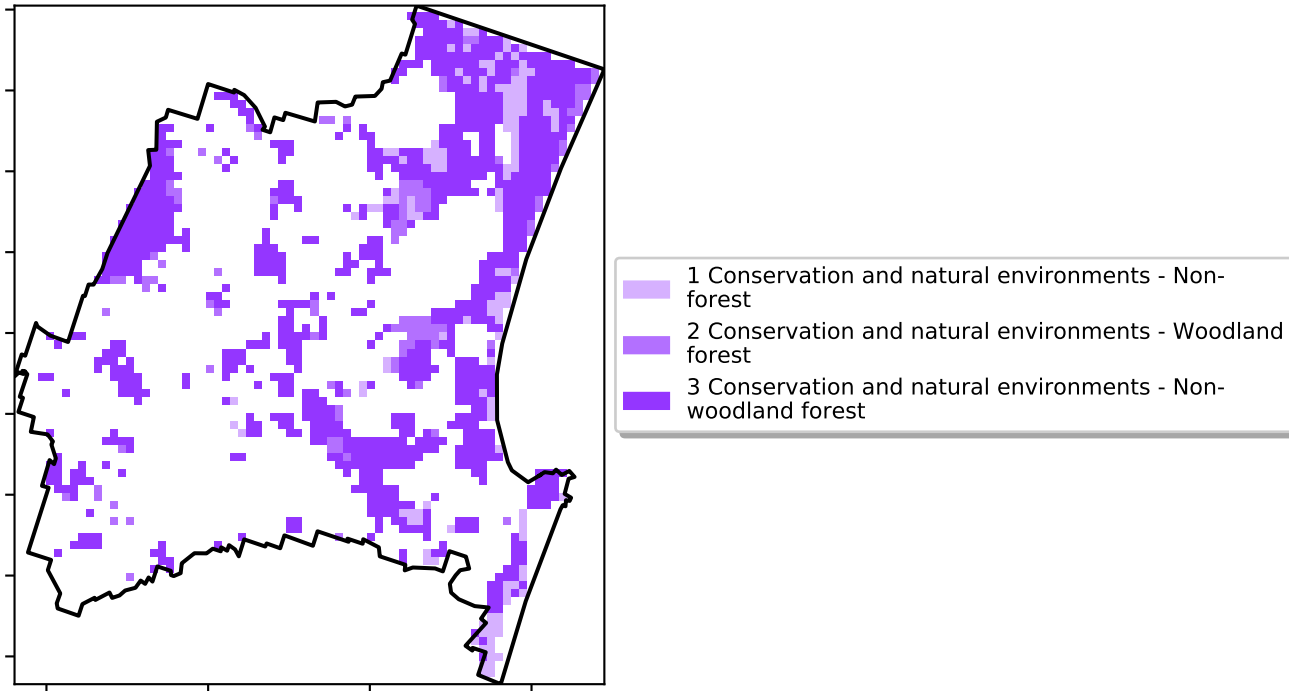 1 Conservation and natural environments - Non-
forest
2 Conservation and natural environments - Woodland
forest
3 Conservation and natural environments - Non-
woodland forest